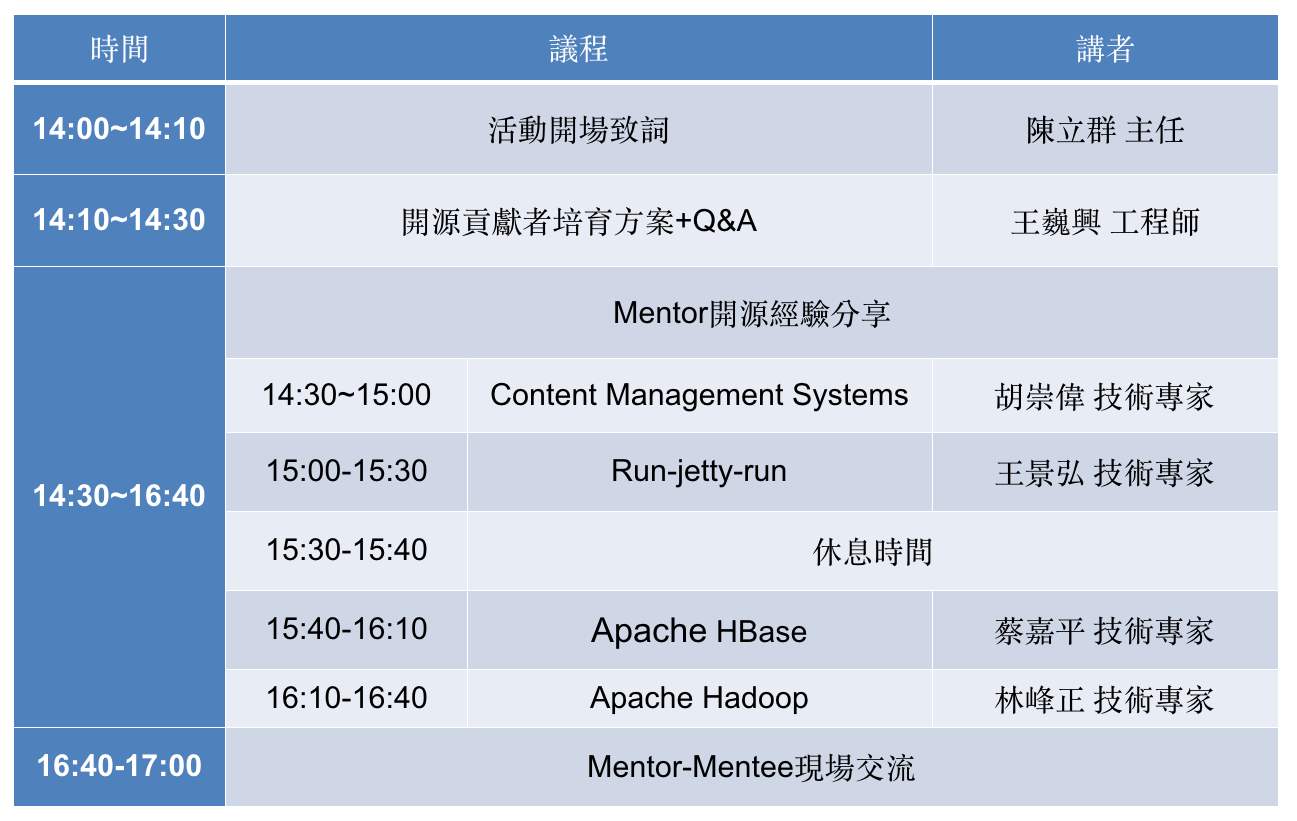 時間 議程 講者
14:00~14:10 活動開場致詞 陳立群 主任
14:10~14:30 開源貢獻者培育方案+Q&A 王巍興 工程師
14:30~16:40 Mentor開源經驗分享
14:30~15:00 Content Management Systems 胡崇偉 技術專家
15:00-15:30 Run-jetty-run 王景弘 技術專家
15:30-15:40 休息時間
15:40-16:10 Apache HBase 蔡嘉平 技術專家
16:10-16:40 Apache Hadoop 林峰正 技術專家
16:40-17:00 Mentor-Mentee現場交流